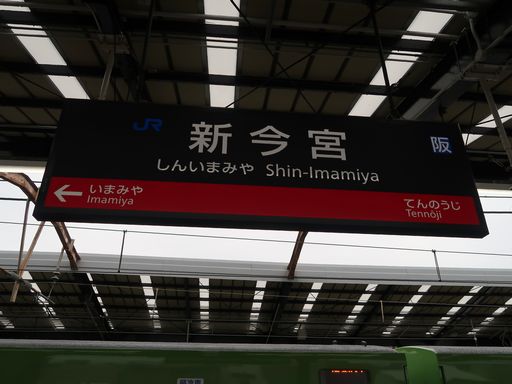 JR 新今宮 阪
しんいまみや Shin-Imamiya
← いまみや てんのうじ
Imamiya Tennōji